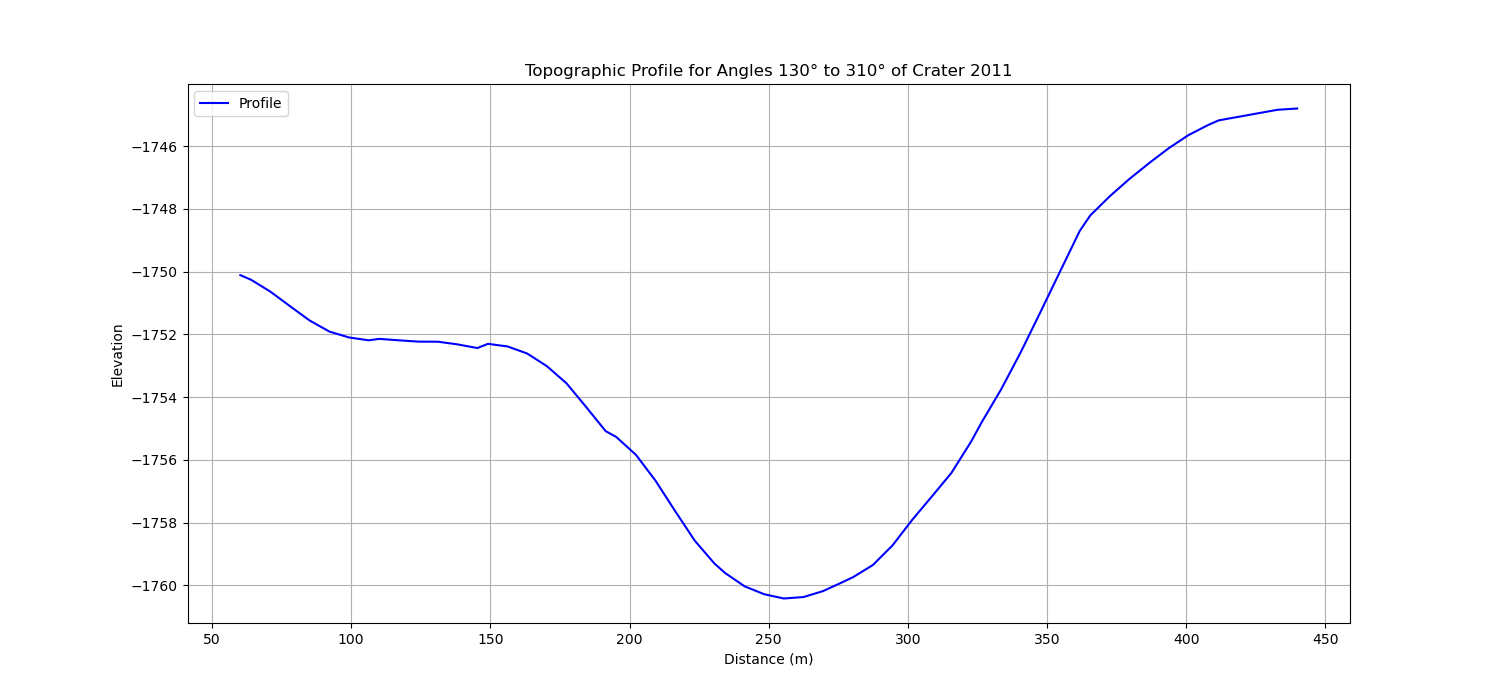 Topographic Profile for Angles 130° to 310° of Crater 2011
Profile
−1746
−1748
−1750
−1752
−1754
−1756
−1758
−1760
Elevation
50 100 150 200 250 300 350 400 450
Distance (m)